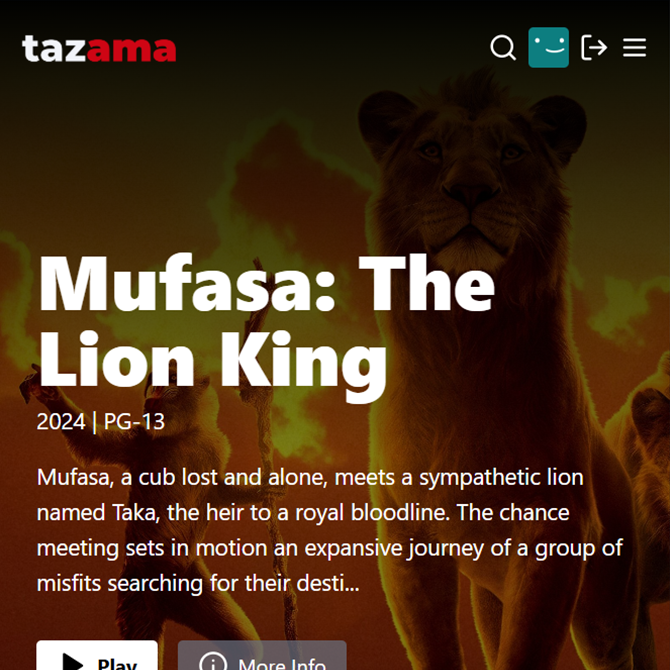 tazama
Mufasa: The
Lion King
2024 | PG-13
Mufasa, a cub lost and alone, meets a sympathetic lion
named Taka, the heir to a royal bloodline. The chance
meeting sets in motion an expansive journey of a group of
misfits searching for their desti...
Play
More Info